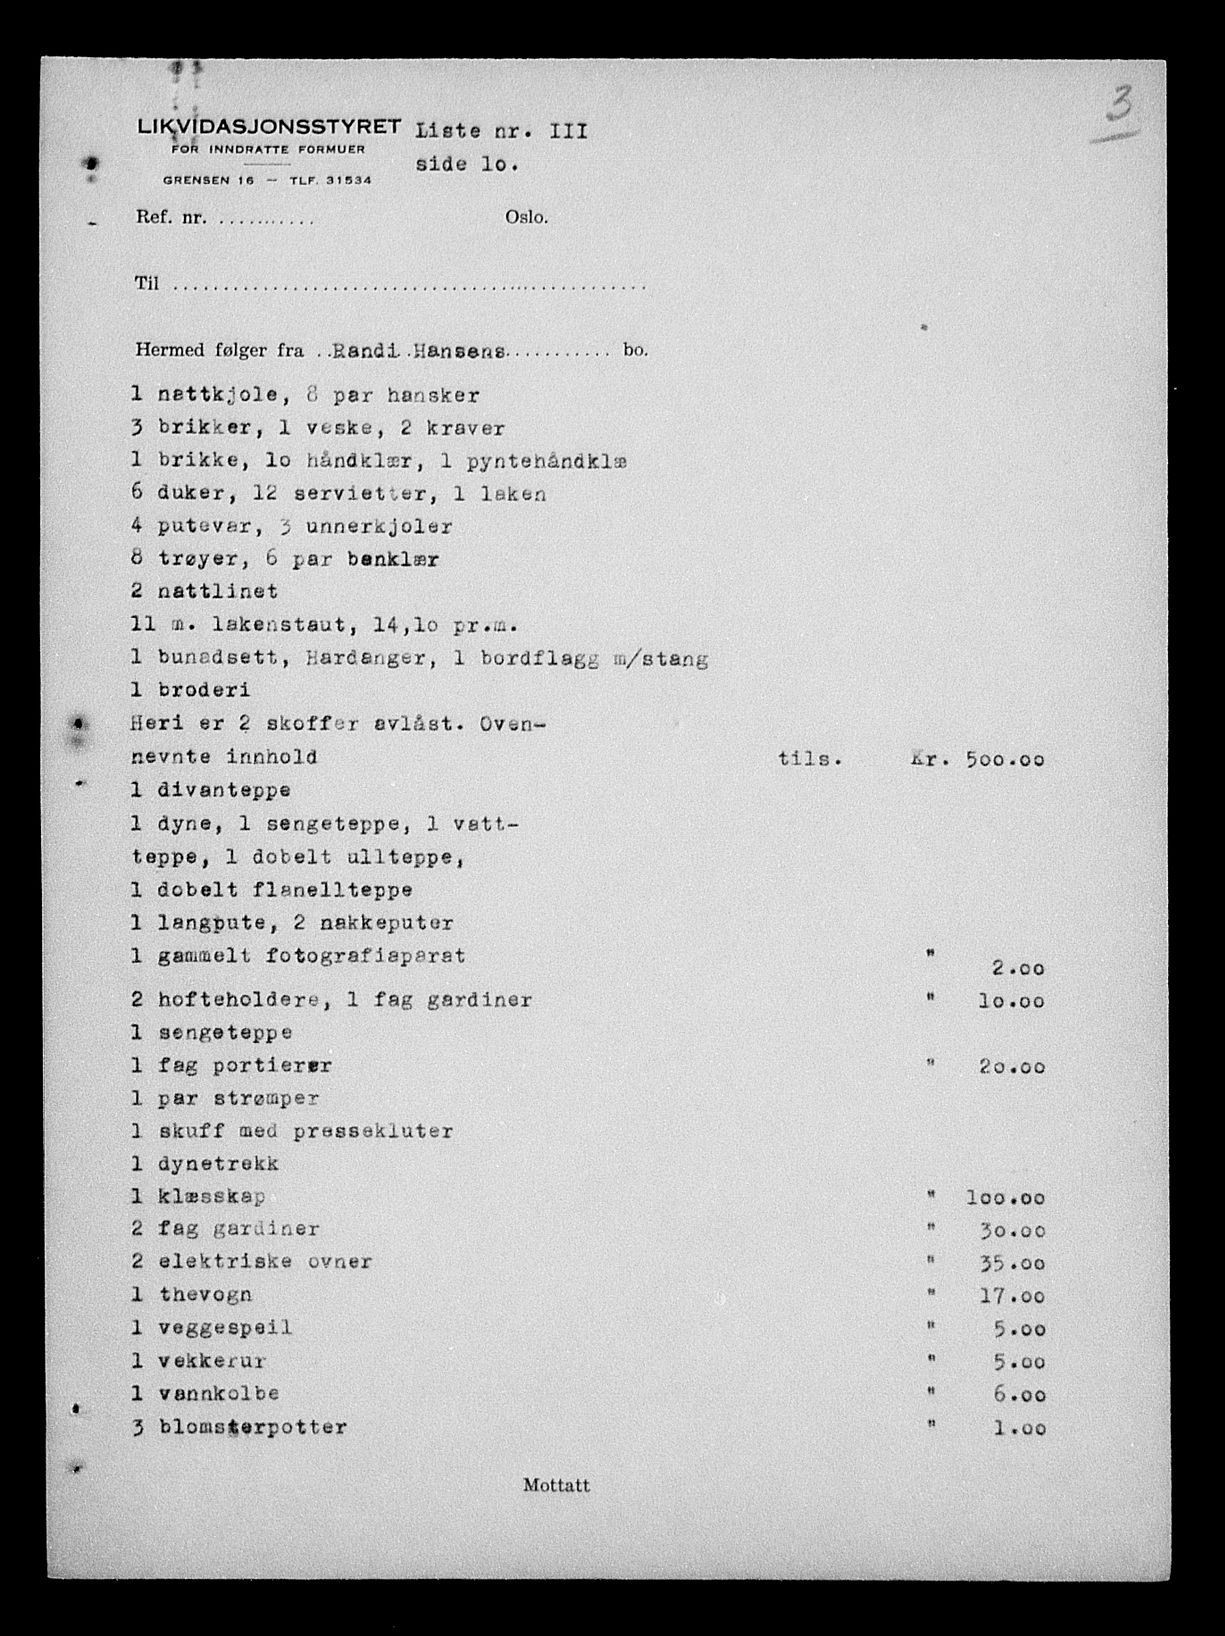 3
LIKVIDASJONSSTYRET Liste nr. III
FOR INNDRATTE FORMUER
side lo.
GRENSEN 16 — TLF. 31534
Ref. nr. ........... Oslo.
Til ................................................
Hermed følger fra ..Randi.Hansens........... bo.
1 nattkjole, 8 par hansker
3 brikker, 1 veske, 2 kraver
1 brikke, lo håndklær, 1 pyntehåndklæ
6 duker, 12 servietter, 1 laken
4 putevar, 3 unnerkjoler
8 trøyer, 6 par benklær
2 nattlinet
11 m. lakenstaut, 14,lo pr.m.
1 bunadsett, Hardanger, 1 bordflagg m/stang
1 broderi
Heri er 2 skoffer avlåst. Oven-
nevnte innhold tils. Kr. 5oo.oo
1 divanteppe
1 dyne, 1 sengeteppe, 1 vatt-
teppe, 1 dobelt ullteppe,
1 dobelt flanellteppe
1 langpute, 2 nakkeputer
1 gammelt fotografiaparat " 2.oo
2 hofteholdere, 1 fag gardiner " lo.oo
1 sengeteppe
1 fag portierer " 2o.oo
1 par strømper
1 skuff med pressekluter
1 dynetrekk
1 klæsskap " loo.oo
2 fag gardiner " 3o.oo
2 elektriske ovner " 35.oo
1 thevogn " 17.oo
1 veggespeil " 5.oo
1 vekkerur " 5.oo
1 vannkolbe " 6.oo
3 blomsterpotter " 1.oo
Mottatt